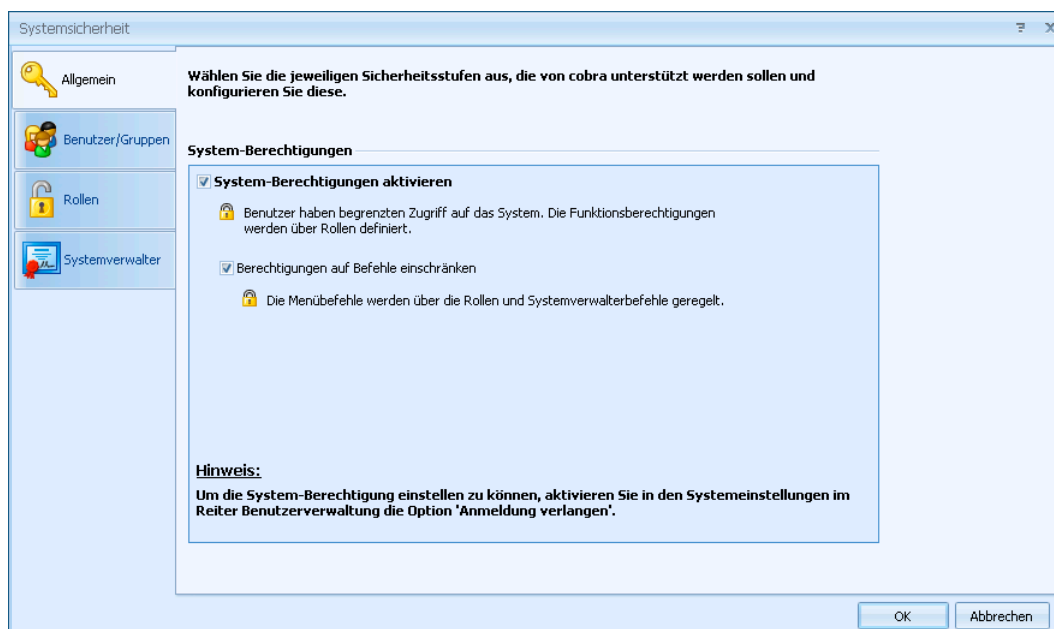 Systemsicherheit
Allgemein
Benutzer/Gruppen
Rollen
Systemverwalter
Wählen Sie die jeweiligen Sicherheitsstufen aus, die von cobra unterstützt werden sollen und
konfigurieren Sie diese.
System-Berechtigungen
System-Berechtigungen aktivieren
Benutzer haben begrenzten Zugriff auf das System. Die Funktionsberechtigungen
werden über Rollen definiert.
Berechtigungen auf Befehle einschränken
Die Menübefehle werden über die Rollen und Systemverwalterbefehle geregelt.
Hinweis:
Um die System-Berechtigung einstellen zu können, aktivieren Sie in den Systemeinstellungen im
Reiter Benutzerverwaltung die Option 'Anmeldung verlangen'.
OK
Abbrechen